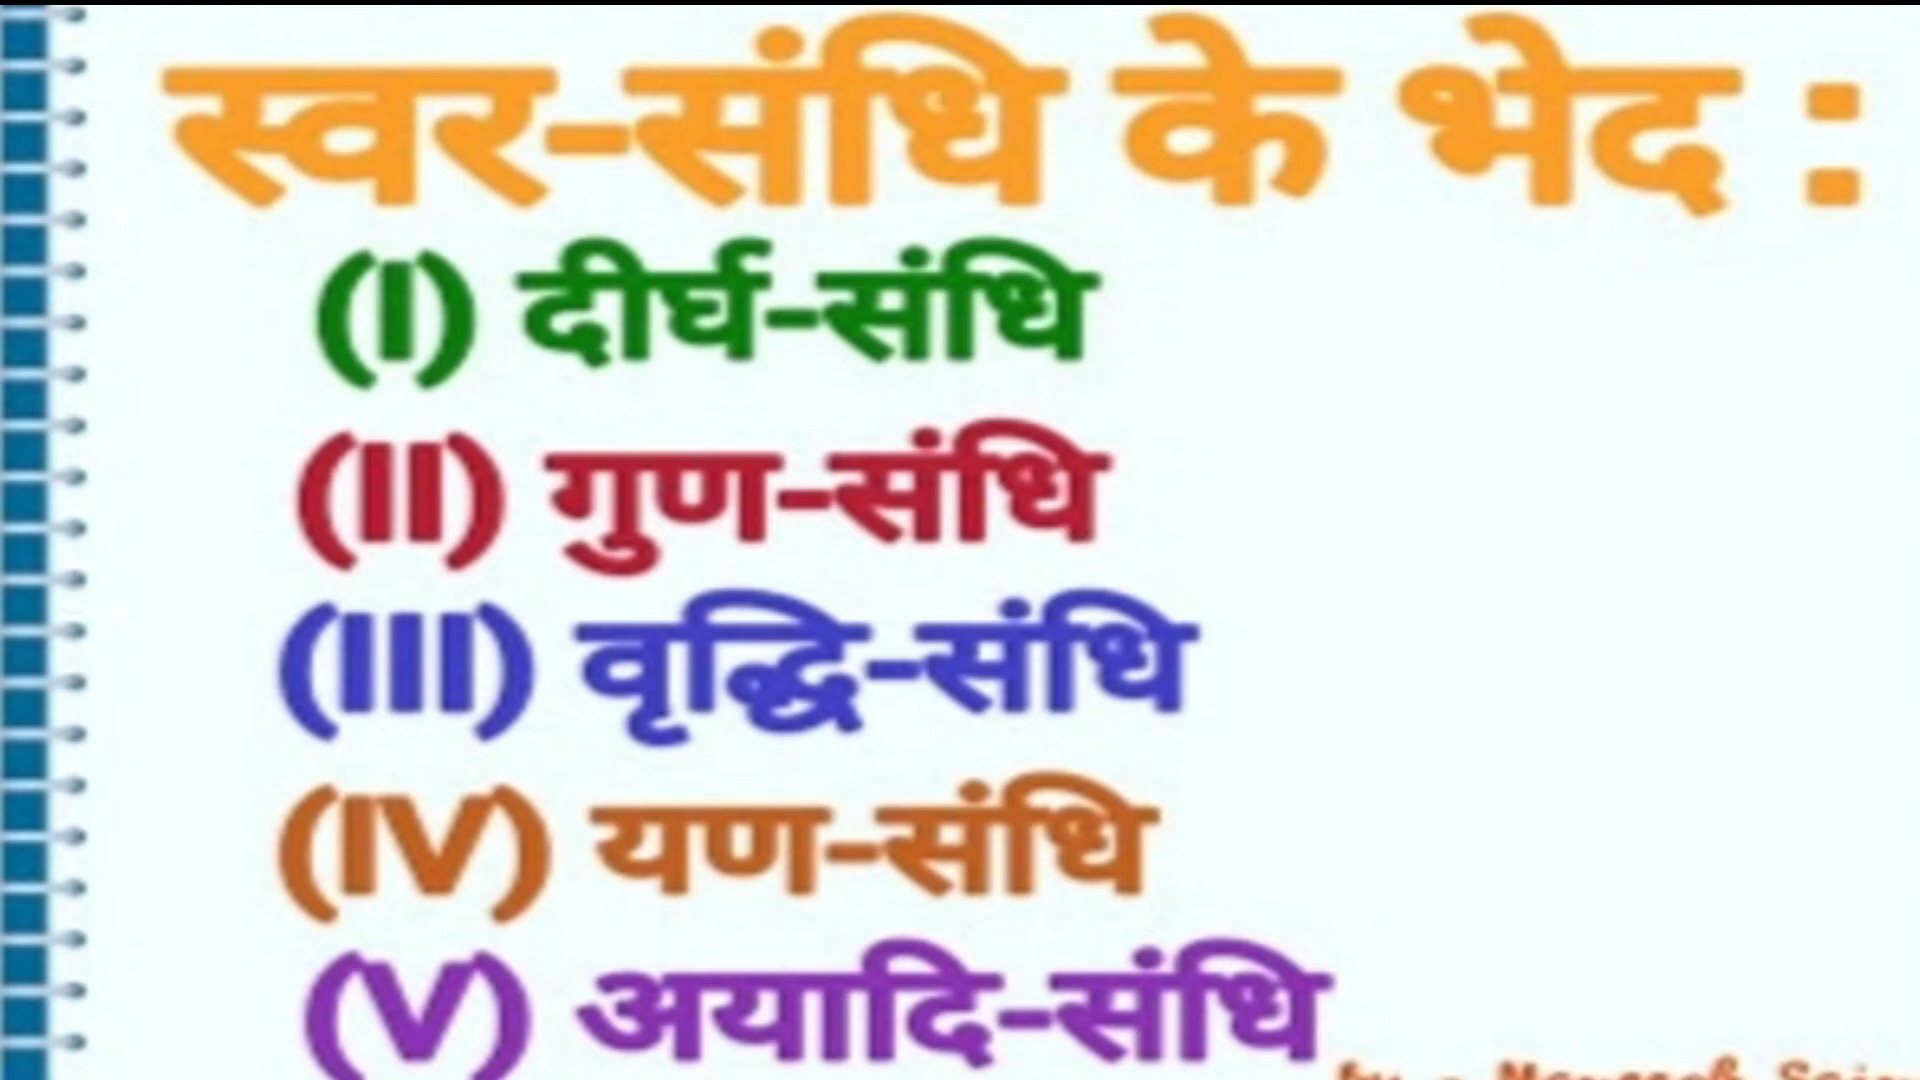 स्वर-संधि के भेद :
(I) दीर्घ-संधि
(II) गुण-संधि
(III) वृद्धि-संधि
(IV) यण-संधि
(V) अयादि-संधि